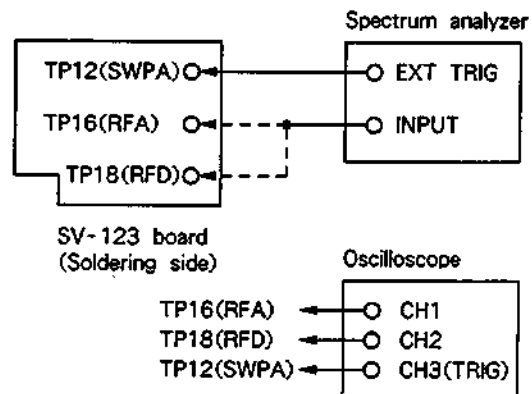 Spectrum analyzer
TP12(SWPA) EXT TRIG
TP16(RFA) INPUT
TP18(RFD)
SV-123 board
(Soldering side)
Oscilloscope
TP16(RFA) CH1
TP18(RFD) CH2
TP12(SWPA) CH3(TRIG)